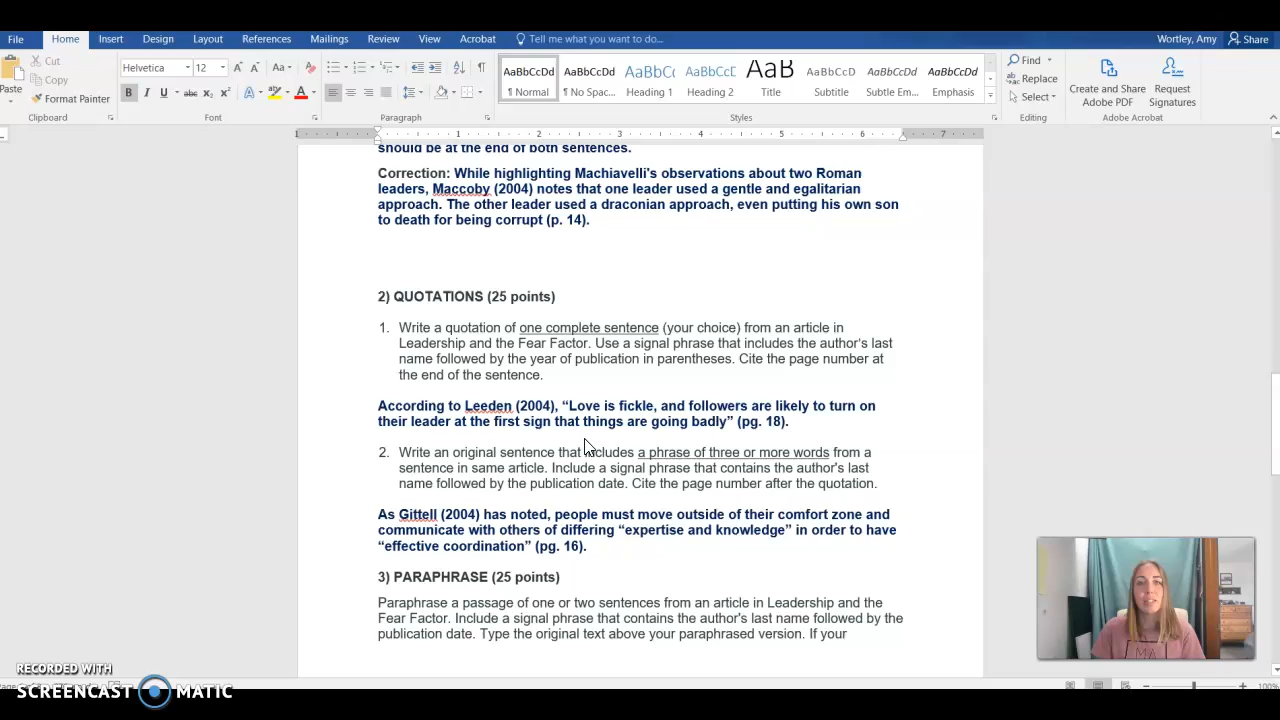 File Home Insert Design Layout References Mailings Review View Acrobat Tell me what you want to do... Wortley, Amy Share
Cut
Copy
Format Painter
Paste
Clipboard
Helvetica 12
Font
Paragraph
AaBbCcDd AaBbCcDd AaBbC( AaBbCcE AaB AaBbCcD AaBbCcDd AaBbCcDd
¶ Normal ¶ No Spac... Heading 1 Heading 2 Title Subtitle Subtle Em... Emphasis
Styles
Find
Replace
Select
Editing
Create and Share Adobe PDF
Request Signatures
Adobe Acrobat
1 1 2 3 4 5 6 7
should be at the end of both sentences.
Correction: While highlighting Machiavelli's observations about two Roman
leaders, Maccoby (2004) notes that one leader used a gentle and egalitarian
approach. The other leader used a draconian approach, even putting his own son
to death for being corrupt (p. 14).
2) QUOTATIONS (25 points)
1. Write a quotation of one complete sentence (your choice) from an article in
Leadership and the Fear Factor. Use a signal phrase that includes the author's last
name followed by the year of publication in parentheses. Cite the page number at
the end of the sentence.
According to Leeden (2004), “Love is fickle, and followers are likely to turn on
their leader at the first sign that things are going badly” (pg. 18).
2. Write an original sentence that includes a phrase of three or more words from a
sentence in same article. Include a signal phrase that contains the author's last
name followed by the publication date. Cite the page number after the quotation.
As Gittell (2004) has noted, people must move outside of their comfort zone and
communicate with others of differing “expertise and knowledge” in order to have
“effective coordination” (pg. 16).
3) PARAPHRASE (25 points)
Paraphrase a passage of one or two sentences from an article in Leadership and the
Fear Factor. Include a signal phrase that contains the author's last name followed by the
publication date. Type the original text above your paraphrased version. If your
RECORDED WITH
SCREENCAST MATIC
100%